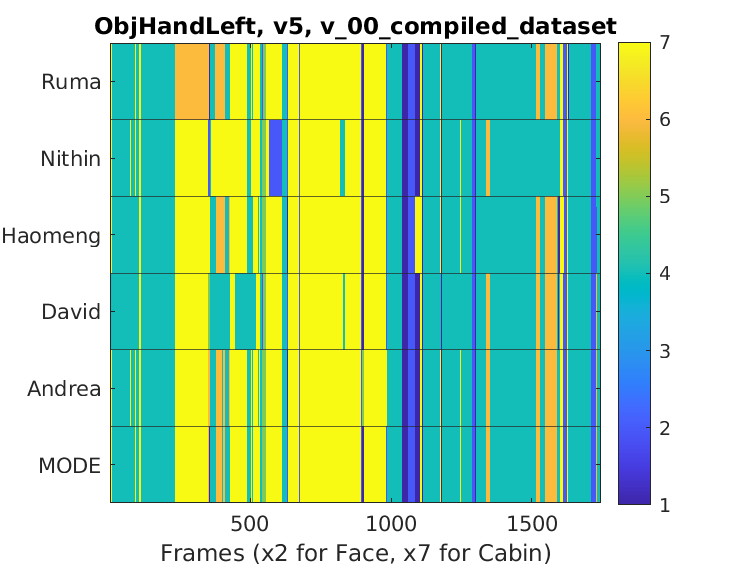 ObjHandLeft, v5, v_00_compiled_dataset
Ruma
Nithin
Haomeng
David
Andrea
MODE
500
1000
1500
Frames (x2 for Face, x7 for Cabin)
7
6
5
4
3
2
1